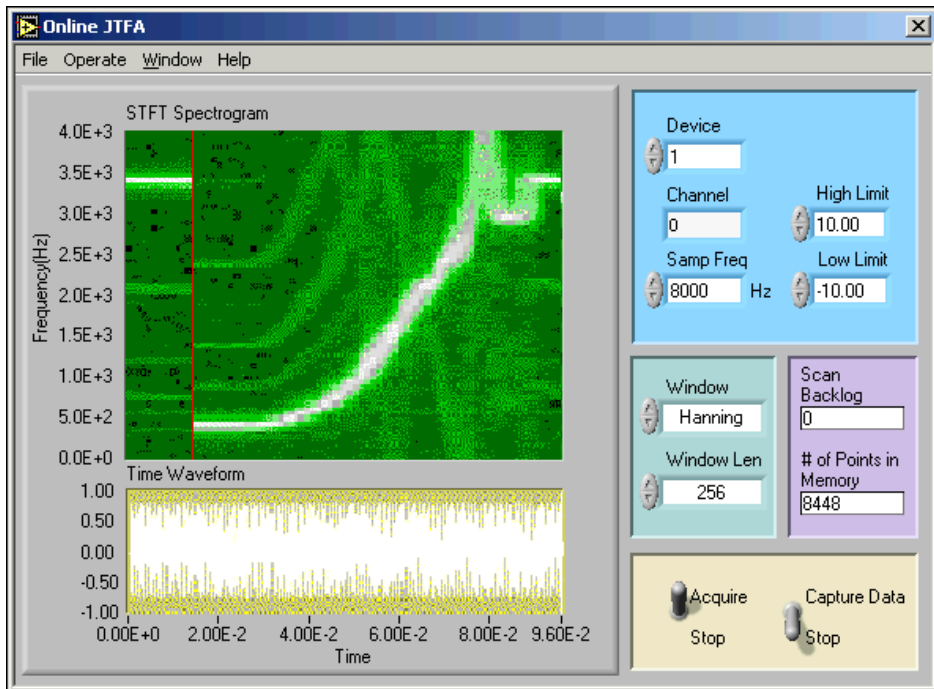 Online JTFA
File Operate Window Help
STFT Spectrogram
4.0E+3
3.5E+3
3.0E+3
2.5E+3
2.0E+3
1.5E+3
1.0E+3
5.0E+2
0.0E+0
Frequency(Hz)
Time Waveform
1.00
0.50
0.00
-0.50
-1.00
0.00E+0 2.00E-2 4.00E-2 6.00E-2 8.00E-2 9.60E-2
Time
Device
1
Channel
0
High Limit
10.00
Samp Freq
8000 Hz
Low Limit
-10.00
Window
Hanning
Window Len
256
Scan
Backlog
0
# of Points in
Memory
8448
Acquire
Stop
Capture Data
Stop